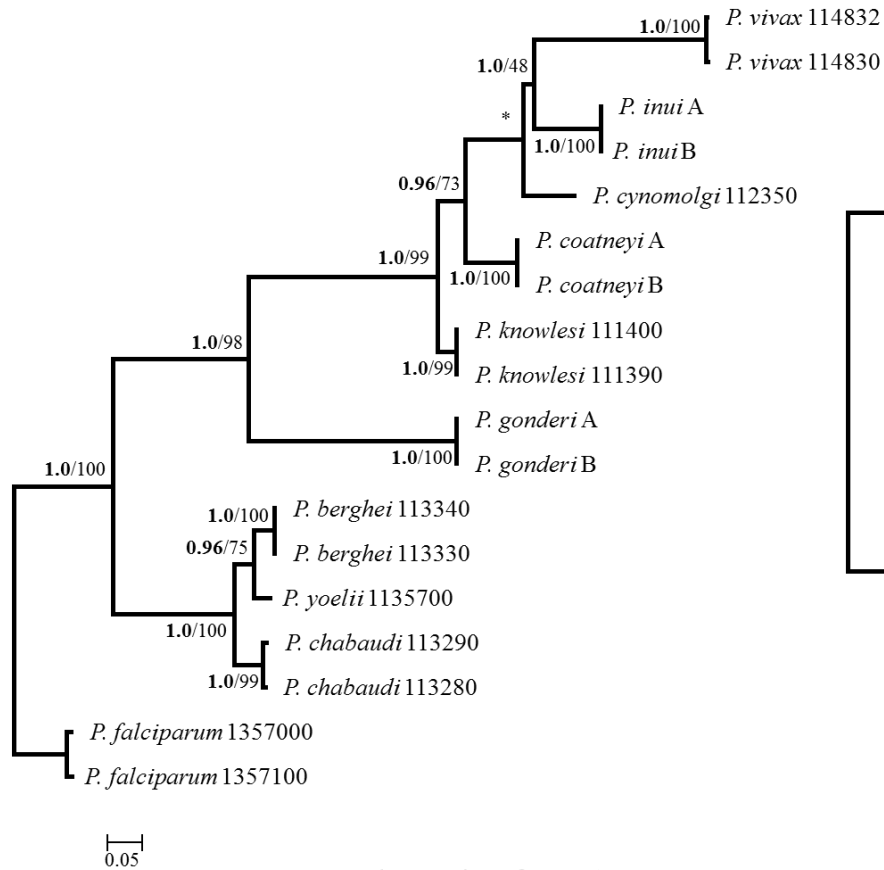 P. vivax 114832
1.0/100
P. vivax 114830
1.0/48
P. inui A
*
1.0/100
P. inui B
0.96/73
P. cynomolgi 112350
P. coatneyi A
1.0/99
1.0/100
P. coatneyi B
P. knowlesi 111400
1.0/98
1.0/99
P. knowlesi 111390
P. gonderi A
1.0/100
P. gonderi B
1.0/100
P. berghei 113340
1.0/100
0.96/75
P. berghei 113330
P. yoelii 1135700
1.0/100
P. chabaudi 113290
1.0/99
P. chabaudi 113280
P. falciparum 1357000
P. falciparum 1357100
0.05